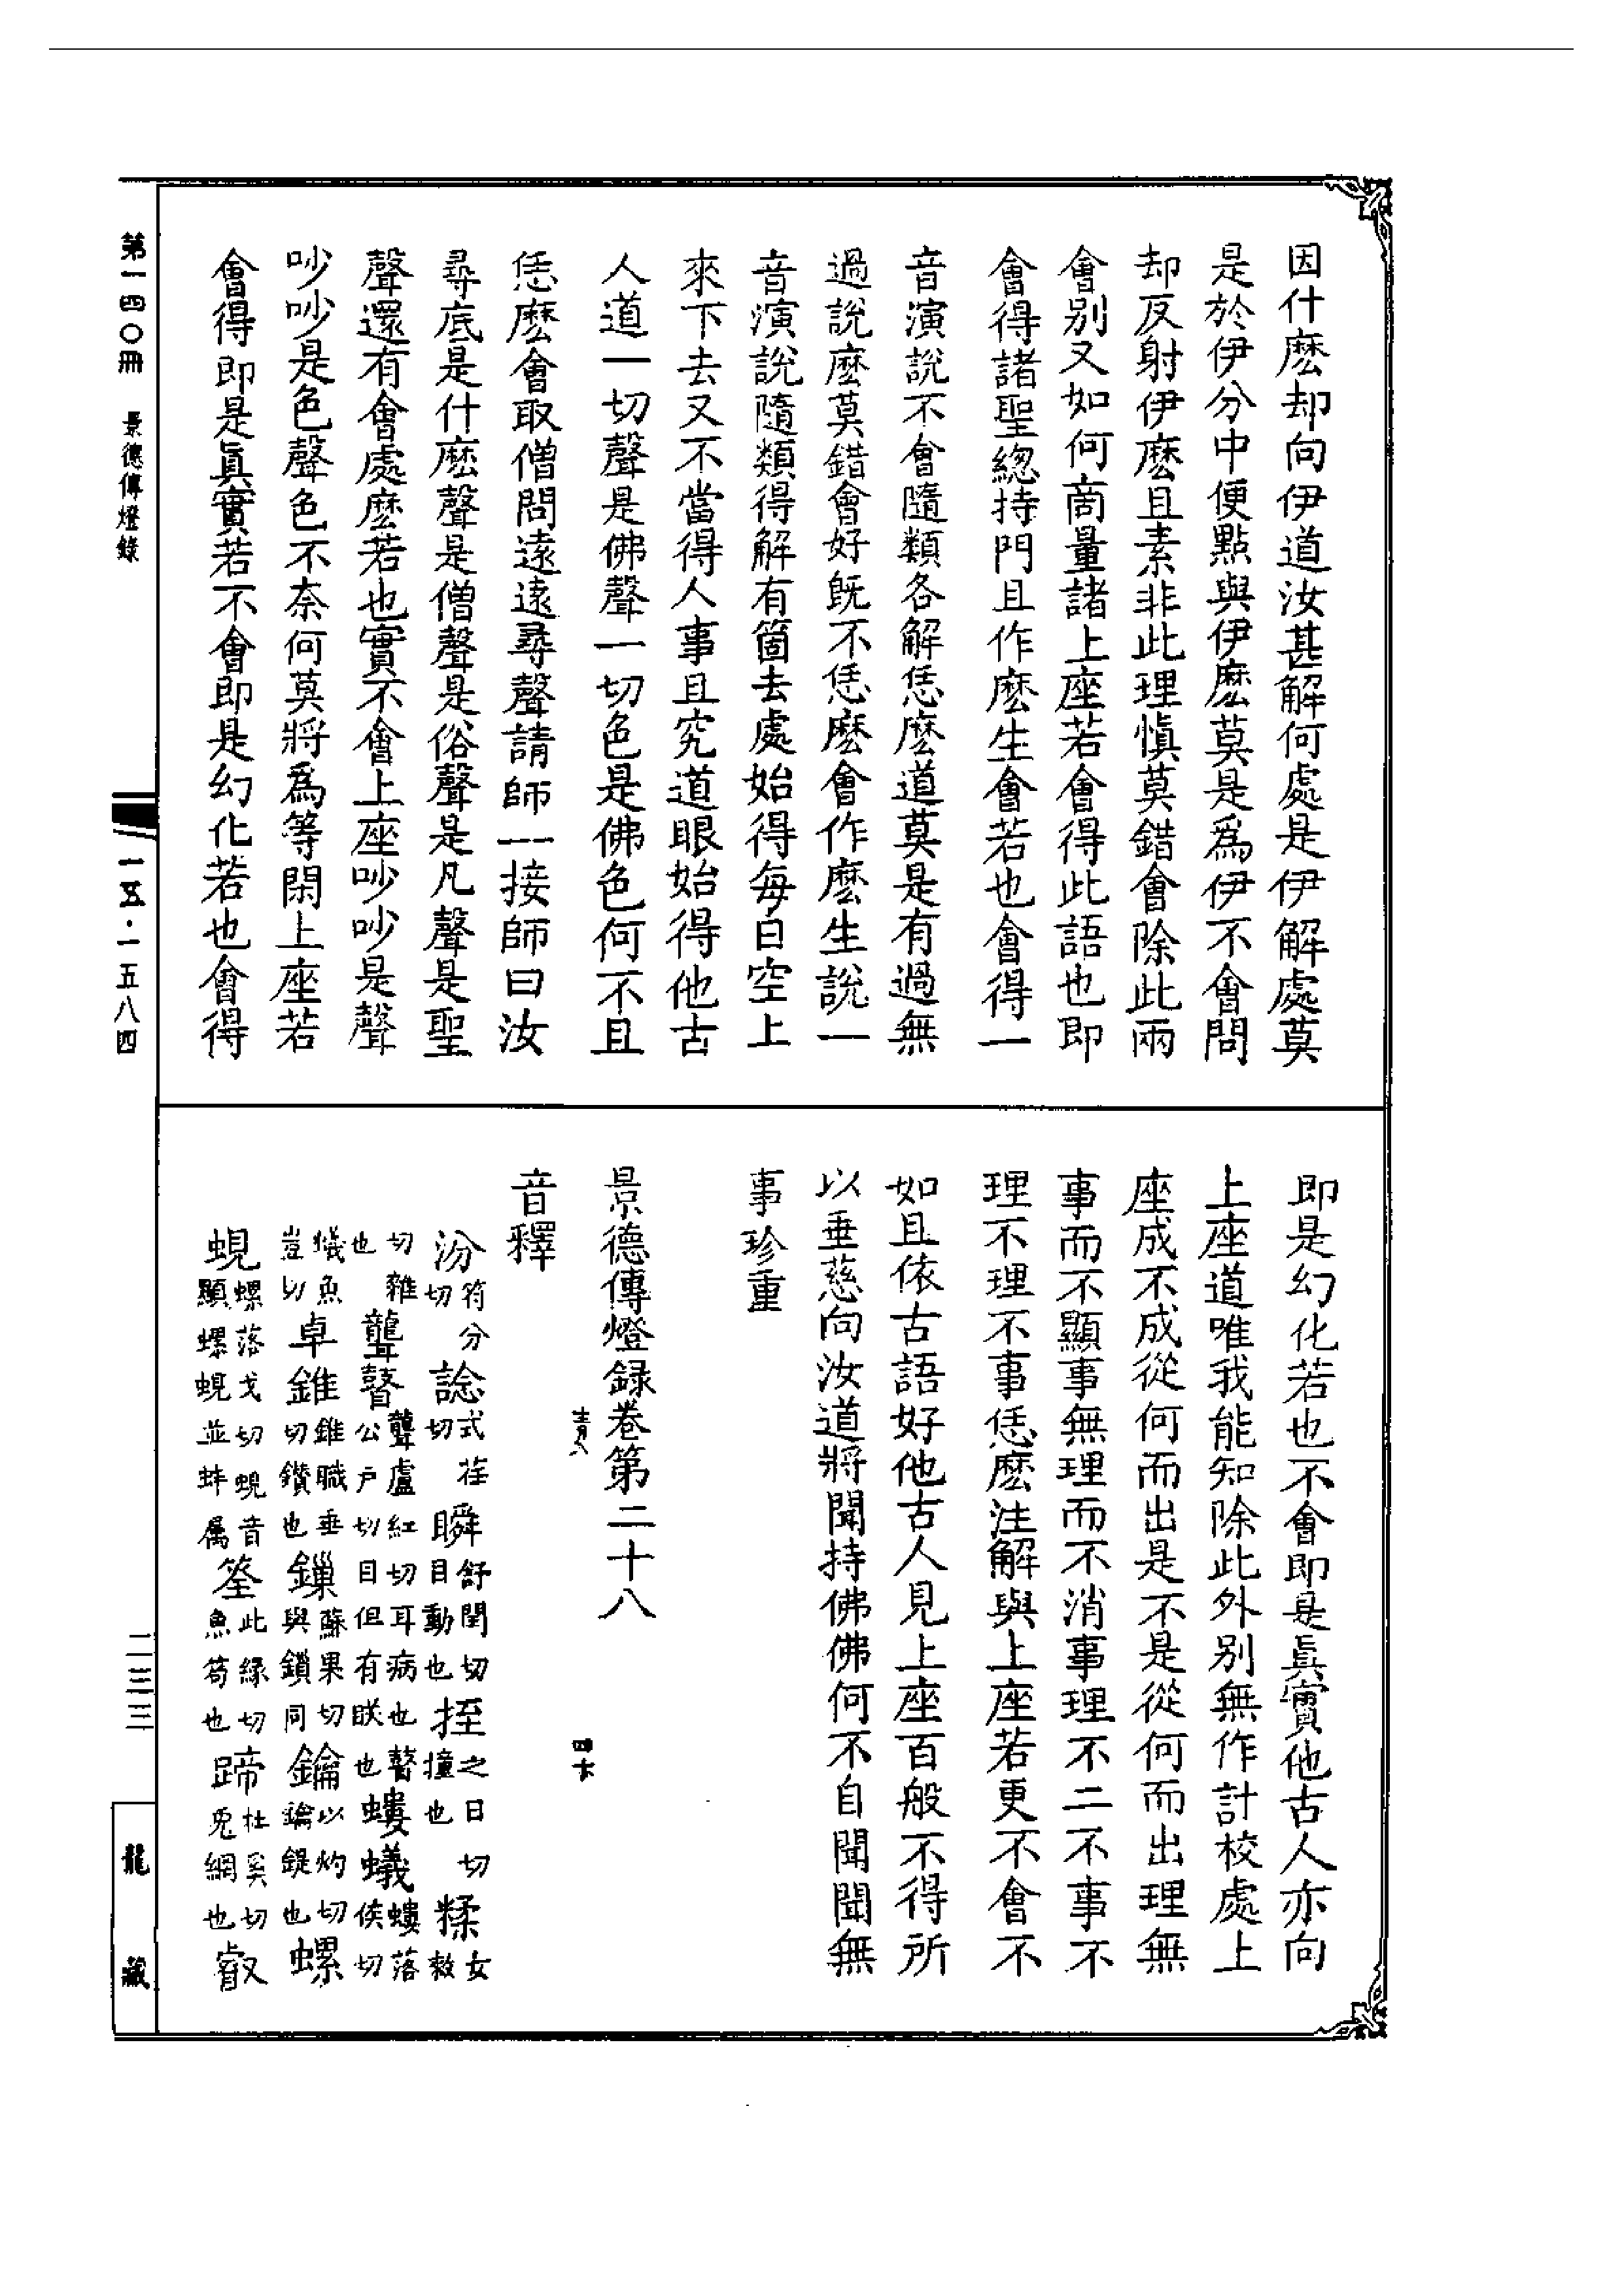 因什麽却向伊道汝甚解何處是伊解處莫
是於伊分中便點與伊麽莫是爲伊不會問
却反射伊麽且素非此理愼莫錯會除此兩
會別又如何商量諸上座若會得此語也即
會得諸聖總持門且作麽生會若也會得一
音演說不會隨類各解恁麽道莫是有過無
過說麽莫錯會好旣不恁麽會作麽生說一
音演說隨類得解有箇去處始得每日空上
來下去又不當得人事且究道眼始得他古
人道一切聲是佛聲一切色是佛色何不且
恁麽會取僧問遠遠尋聲請師一接師曰汝
尋底是什麽聲是僧聲是俗聲是凡聲是聖
聲還有會處麽若也實不會上座吵吵是聲
吵吵是色聲色不奈何莫將爲等閑上座若
會得即是眞實若不會即是幻化若也會得
即是幻化若也不會即是眞實他古人亦向
上座道唯我能知除此外別無作計校處上
座成不成從何而出是不是從何而出理無
事而不顯事無理而不消事理不二不事不
理不理不事恁麽注解與上座若更不會不
如且依古語好他古人見上座百般不得所
以垂慈向汝道將聞持佛佛何不自聞聞無
事珍重
景德傳燈錄卷第二十八
青八 四十
音釋
汾符分切 諗式荏切 瞬舒閏切目動也 挃之日切撞也 糅女救
切雜也 聾瞽聾盧紅切耳病也瞽公戶切目但有眹也 螻蟻螻落侯切
蟻魚豈切 卓錐錐職垂切鑽也 鏁蘇果切與鎖同 鑰以灼切鑰鍉也 螺
蜆螺落戈切蜆音顯螺蜆並蚌属 筌此緣切魚笱也 蹄杜奚切兎網也 叡
第一四〇冊 景德傳燈錄
一五·一五八四
二三三
龍藏